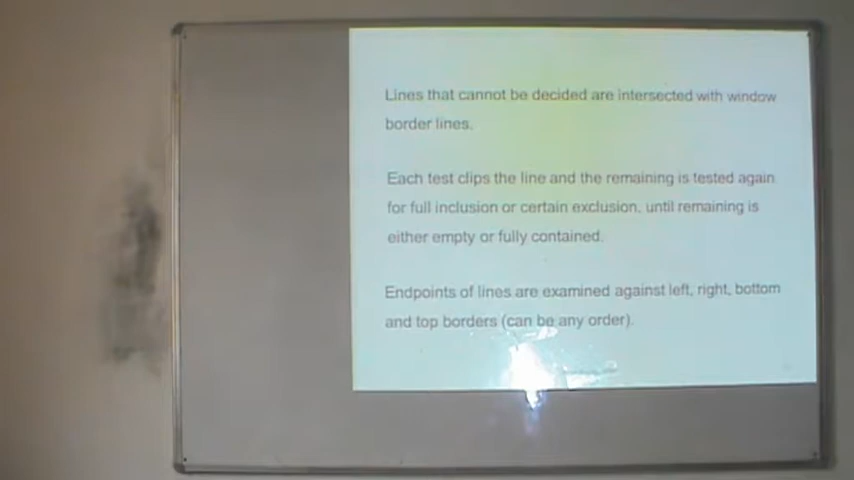 Lines that cannot be decided are intersected with window
border lines.
Each test clips the line and the remaining is tested again
for full inclusion or certain exclusion, until remaining is
either empty or fully contained.
Endpoints of lines are examined against left, right, bottom
and top borders (can be any order).